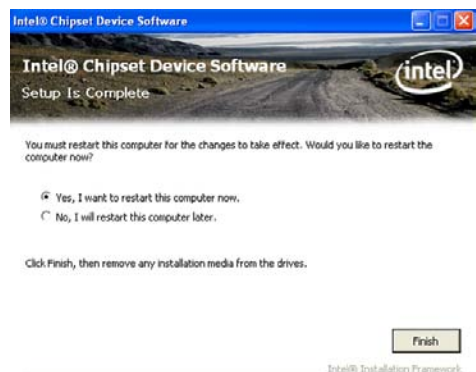 Intel® Chipset Device Software
Intel® Chipset Device Software
Setup Is Complete
intel
You must restart this computer for the changes to take effect. Would you like to restart the
computer now?
Yes, I want to restart this computer now.
No, I will restart this computer later.
Click Finish, then remove any installation media from the drives.
Finish
Intel® Installation Framework